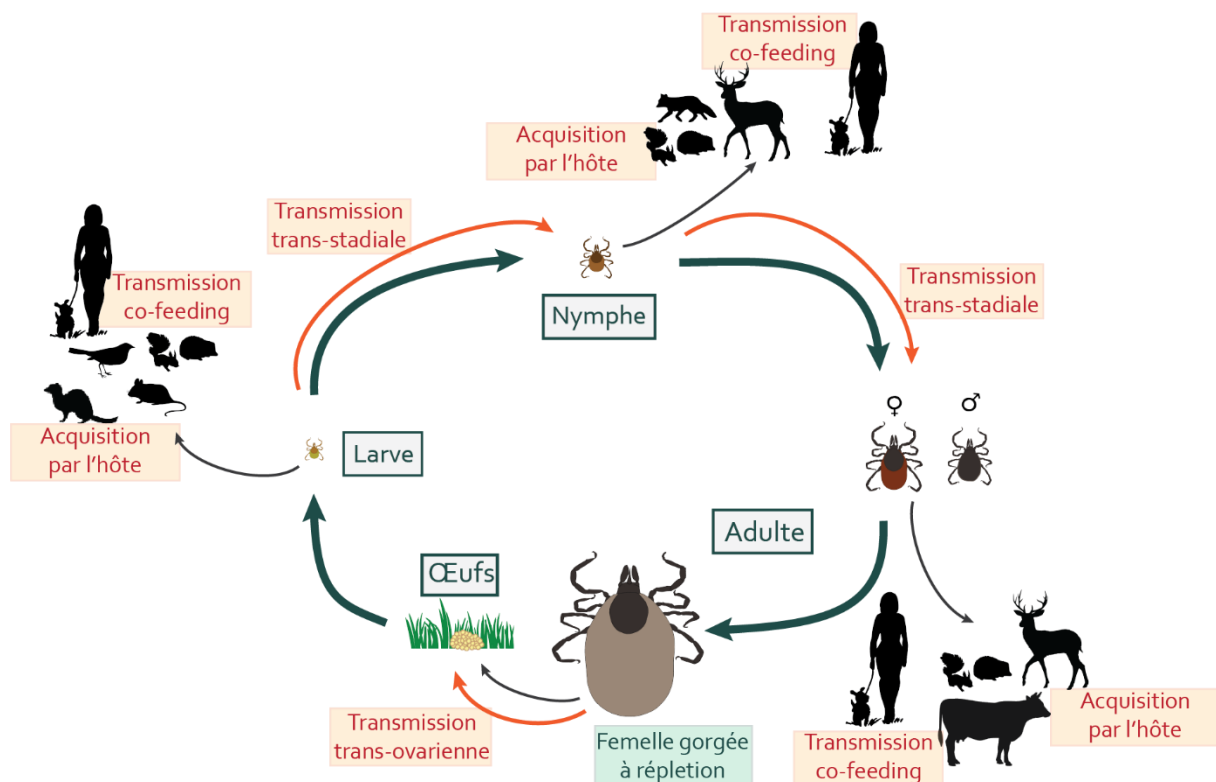 Transmission
co-feeding
Acquisition
par l'hôte
Transmission
trans-stadiale
Transmission
co-feeding
Nymphe
Transmission
trans-stadiale
♀ ♂
Acquisition
par l'hôte
Larve
Adulte
Œufs
Transmission
trans-ovarienne
Femelle gorgée
à réplétion
Transmission
co-feeding
Acquisition
par l'hôte